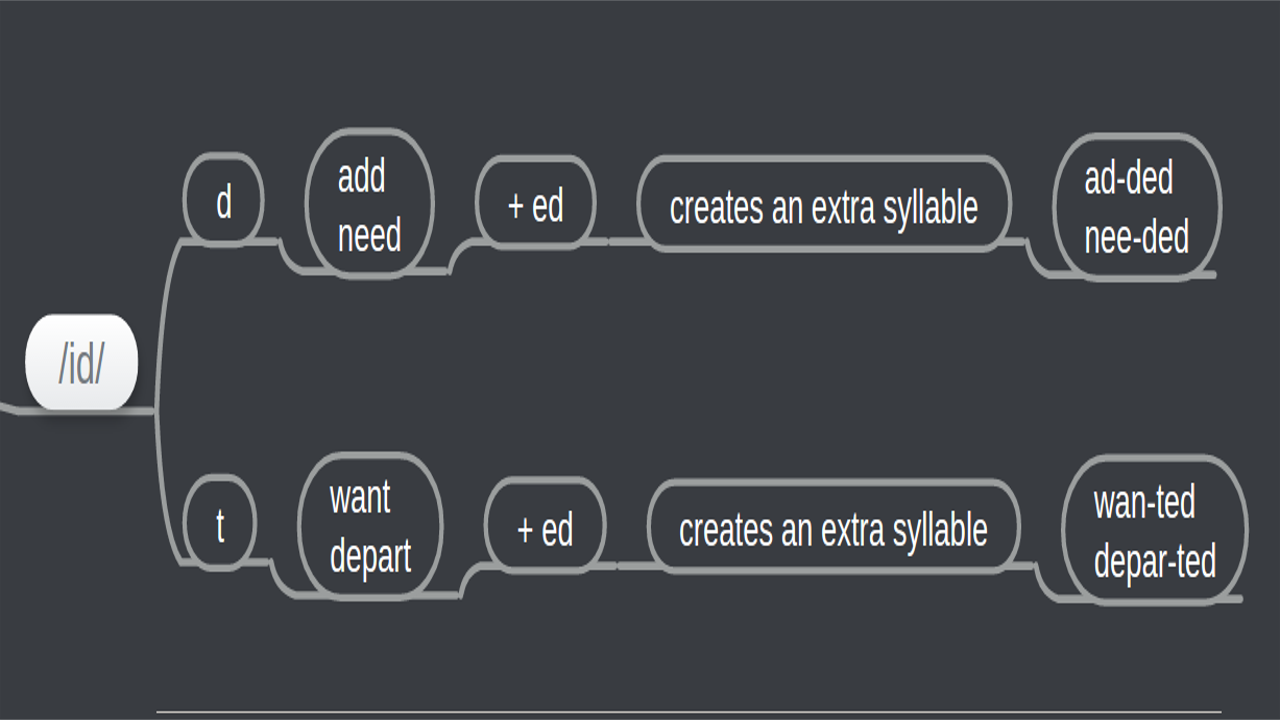 /id/
d
add
need
+ ed
creates an extra syllable
ad-ded
nee-ded
t
want
depart
+ ed
creates an extra syllable
wan-ted
depar-ted